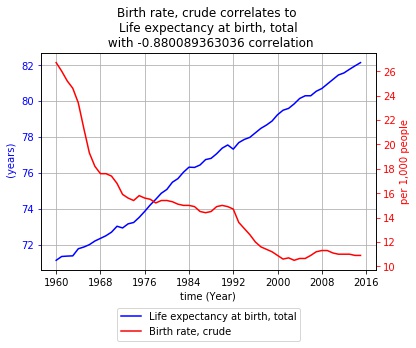 Birth rate, crude correlates to
Life expectancy at birth, total
with -0.880089363036 correlation
82
80
78
76
74
72
(years)
26
24
22
20
18
16
14
12
10
per 1,000 people
1960 1968 1976 1984 1992 2000 2008 2016
time (Year)
Life expectancy at birth, total
Birth rate, crude